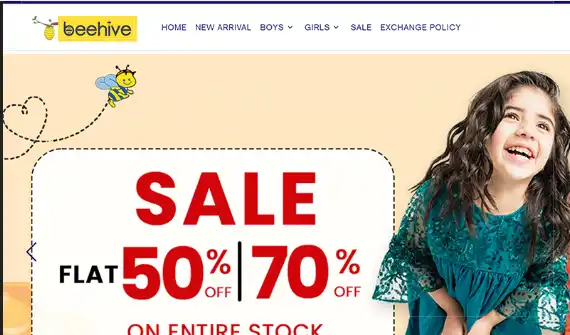 beehive
HOME NEW ARRIVAL BOYS GIRLS SALE EXCHANGE POLICY
SALE
FLAT 50% OFF | 70% OFF
ON ENTIRE STOCK